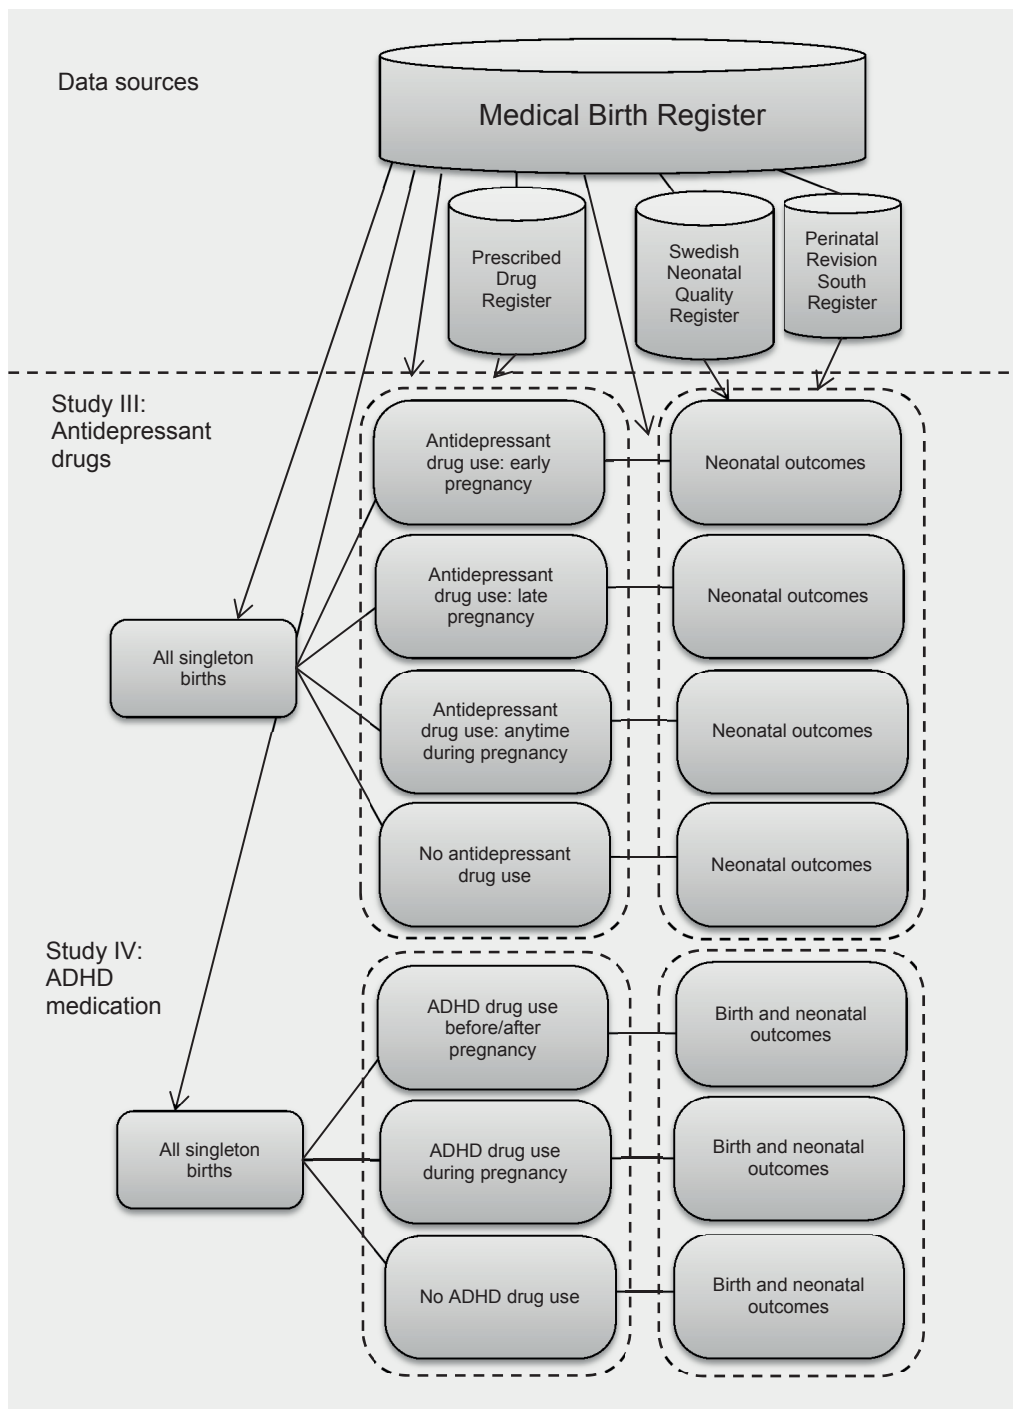 Data sources
Medical Birth Register
Prescribed
Drug
Register
Swedish
Neonatal
Quality
Register
Perinatal
Revision
South
Register
Study III:
Antidepressant
drugs
Antidepressant
drug use: early
pregnancy
Neonatal outcomes
Antidepressant
drug use: late
pregnancy
Neonatal outcomes
All singleton
births
Antidepressant
drug use: anytime
during pregnancy
Neonatal outcomes
No antidepressant
drug use
Neonatal outcomes
Study IV:
ADHD
medication
ADHD drug use
before/after
pregnancy
Birth and neonatal
outcomes
All singleton
births
ADHD drug use
during pregnancy
Birth and neonatal
outcomes
No ADHD drug use
Birth and neonatal
outcomes